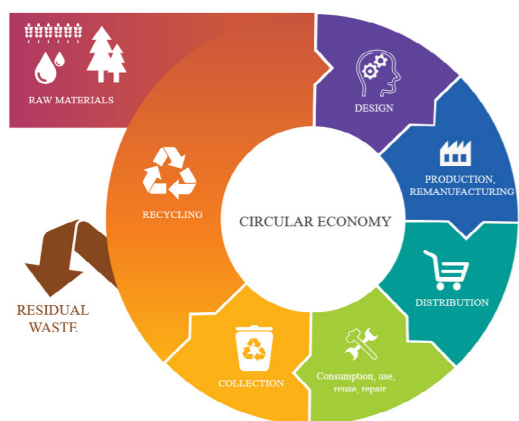 RAW MATERIALS
DESIGN
PRODUCTION,
REMANUFACTURING
RECYCLING
CIRCULAR ECONOMY
DISTRIBUTION
RESIDUAL
WASTE
COLLECTION
Consumption, use,
reuse, repair